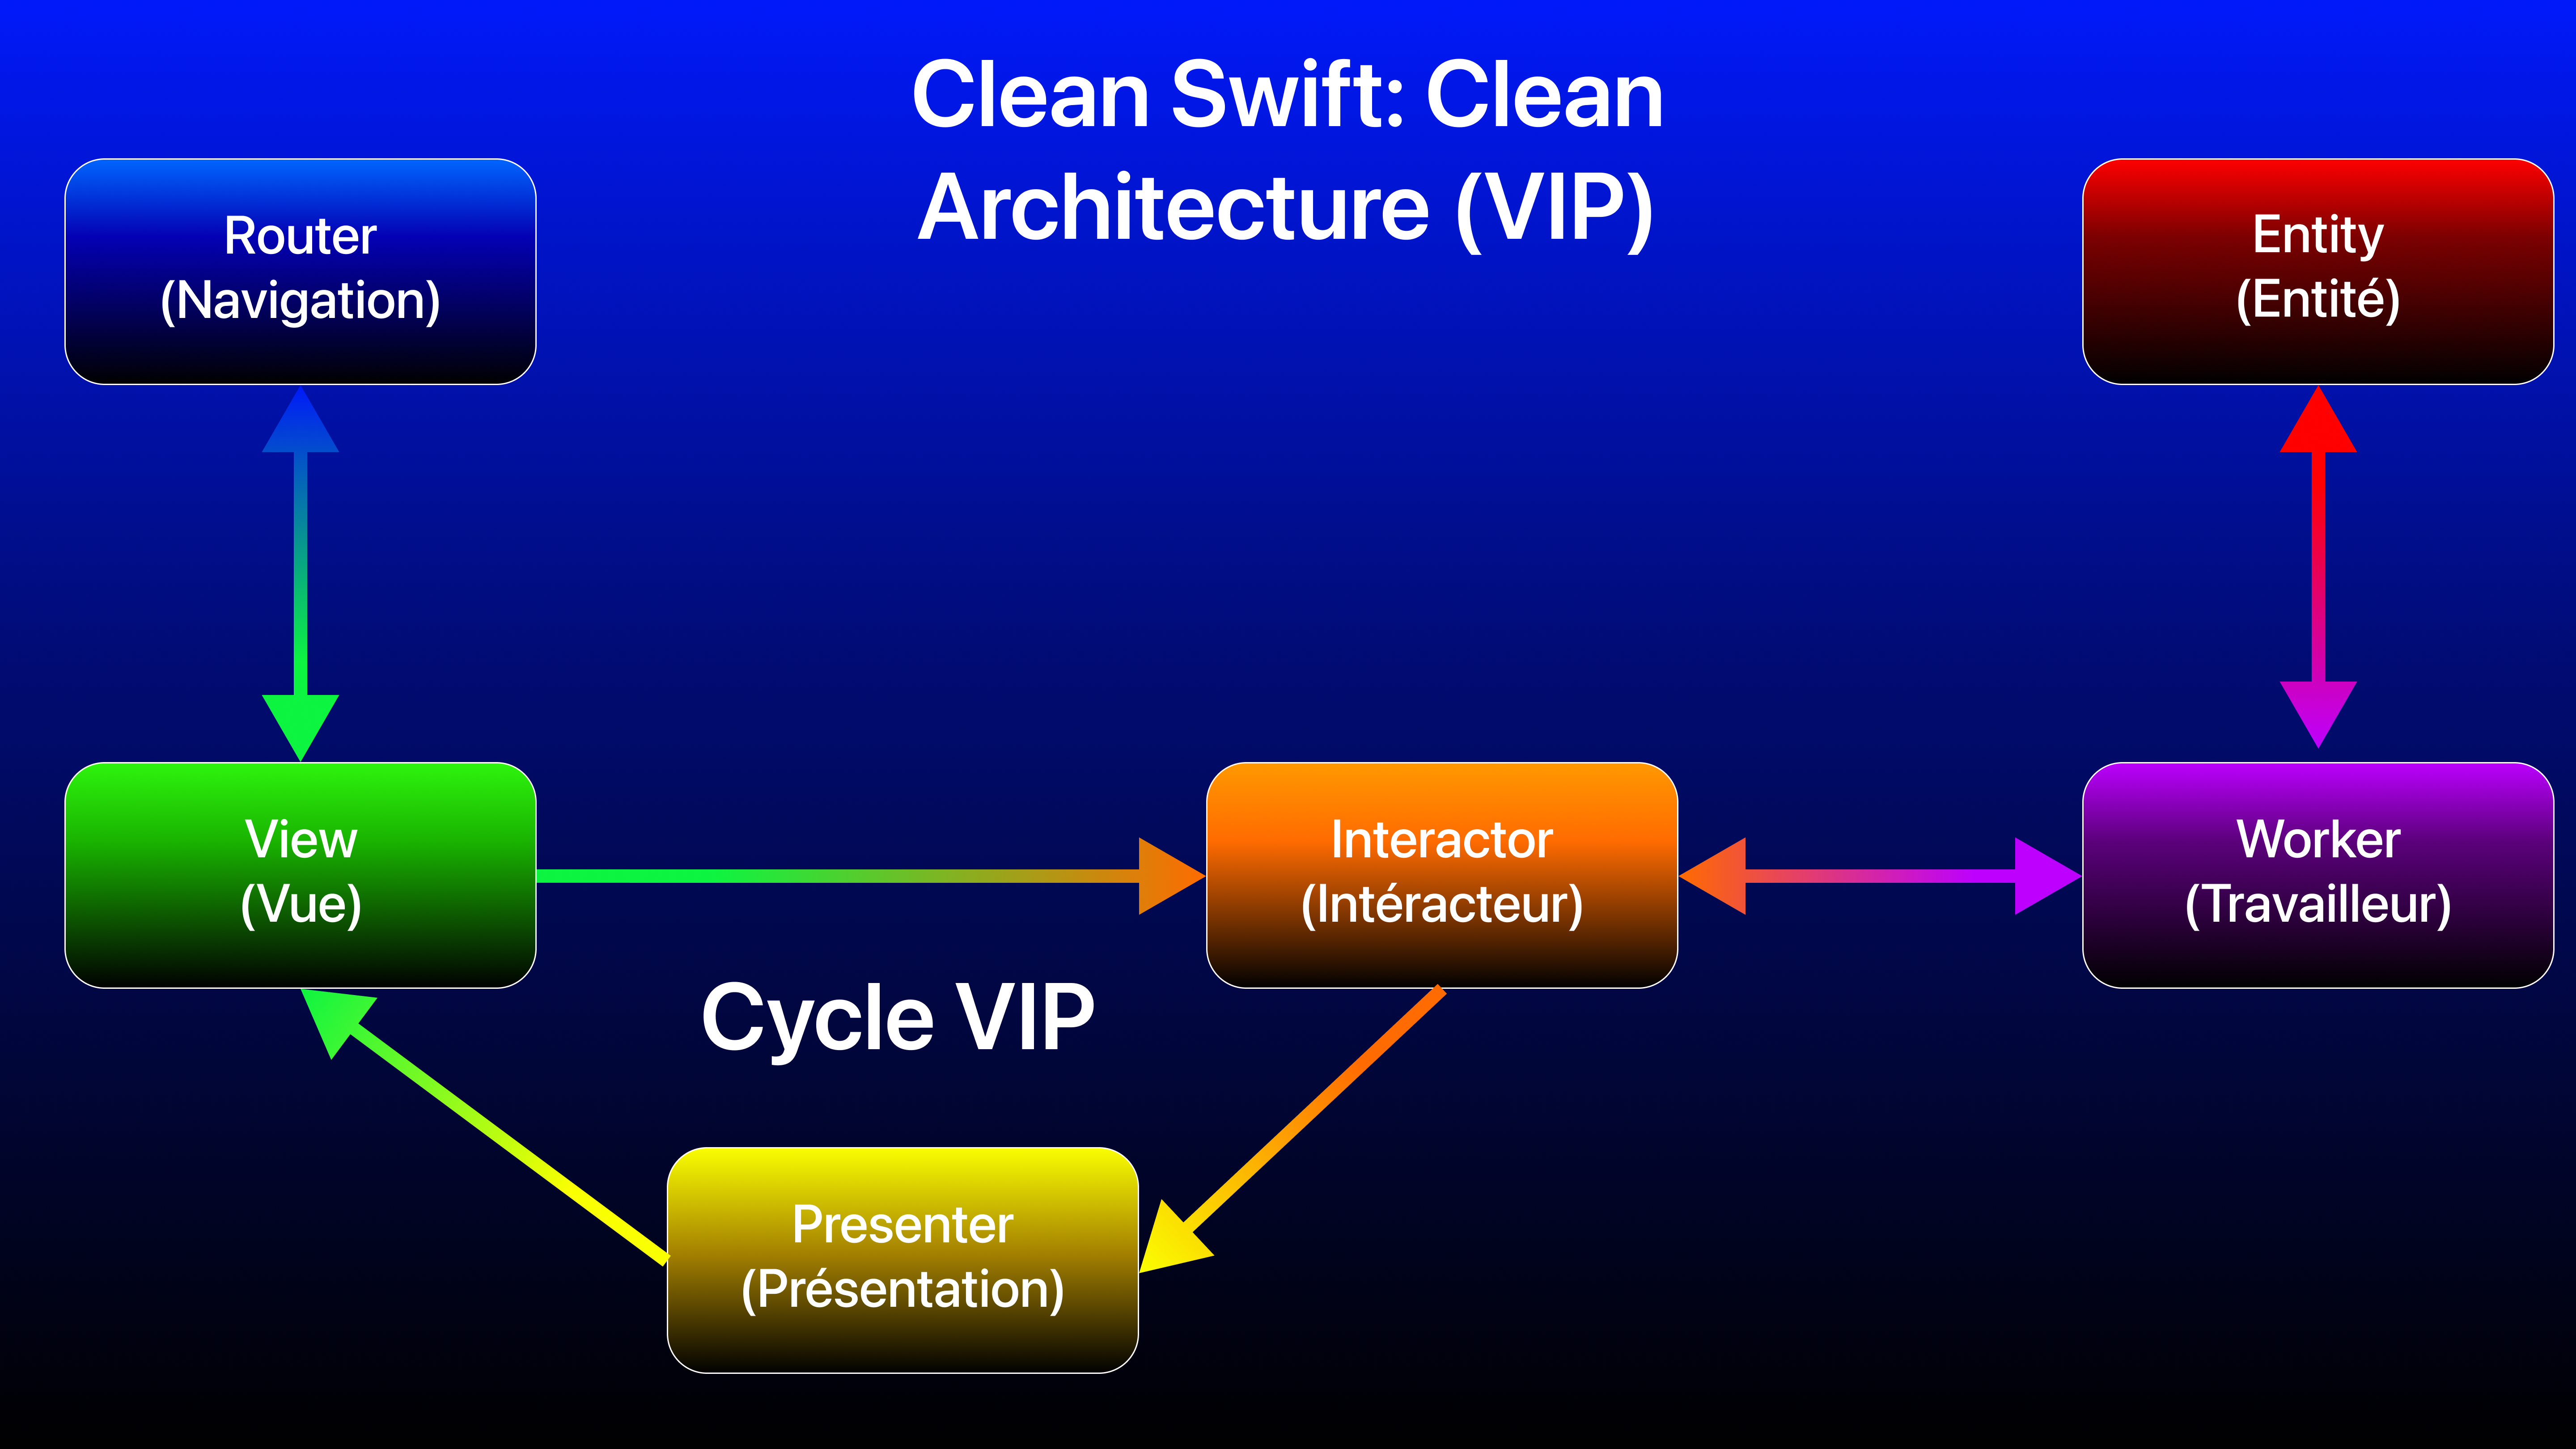 Clean Swift: Clean
Architecture (VIP)
Router
(Navigation)
Entity
(Entité)
View
(Vue)
Interactor
(Intéracteur)
Worker
(Travailleur)
Cycle VIP
Presenter
(Présentation)